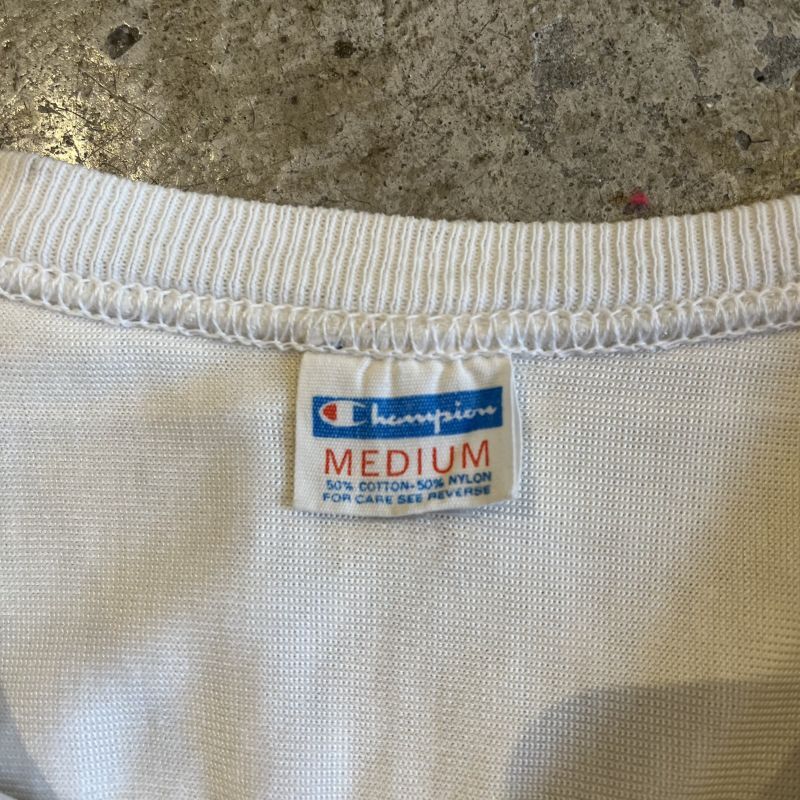 Champion
MEDIUM
50% COTTON-50% NYLON
FOR CARE SEE REVERSE